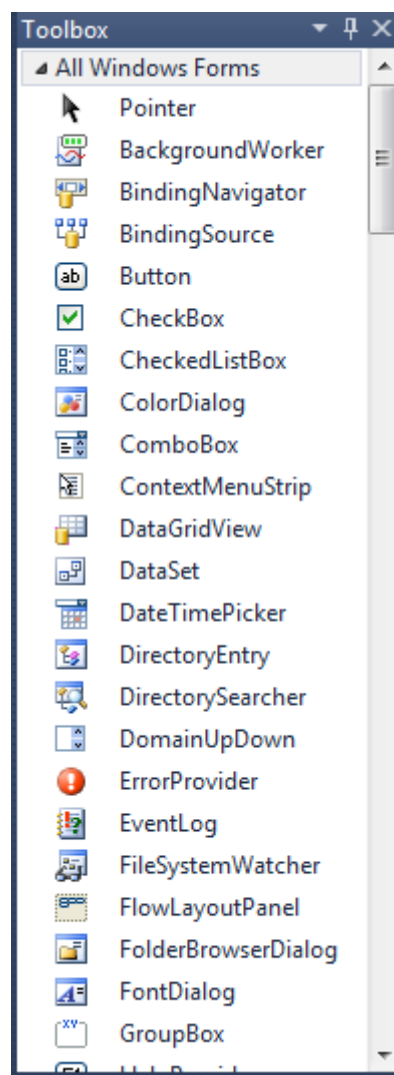 Toolbox
All Windows Forms
Pointer
BackgroundWorker
BindingNavigator
BindingSource
ab Button
CheckBox
CheckedListBox
ColorDialog
ComboBox
ContextMenuStrip
DataGridView
DataSet
DateTimePicker
DirectoryEntry
DirectorySearcher
DomainUpDown
ErrorProvider
EventLog
FileSystemWatcher
FlowLayoutPanel
FolderBrowserDialog
FontDialog
GroupBox